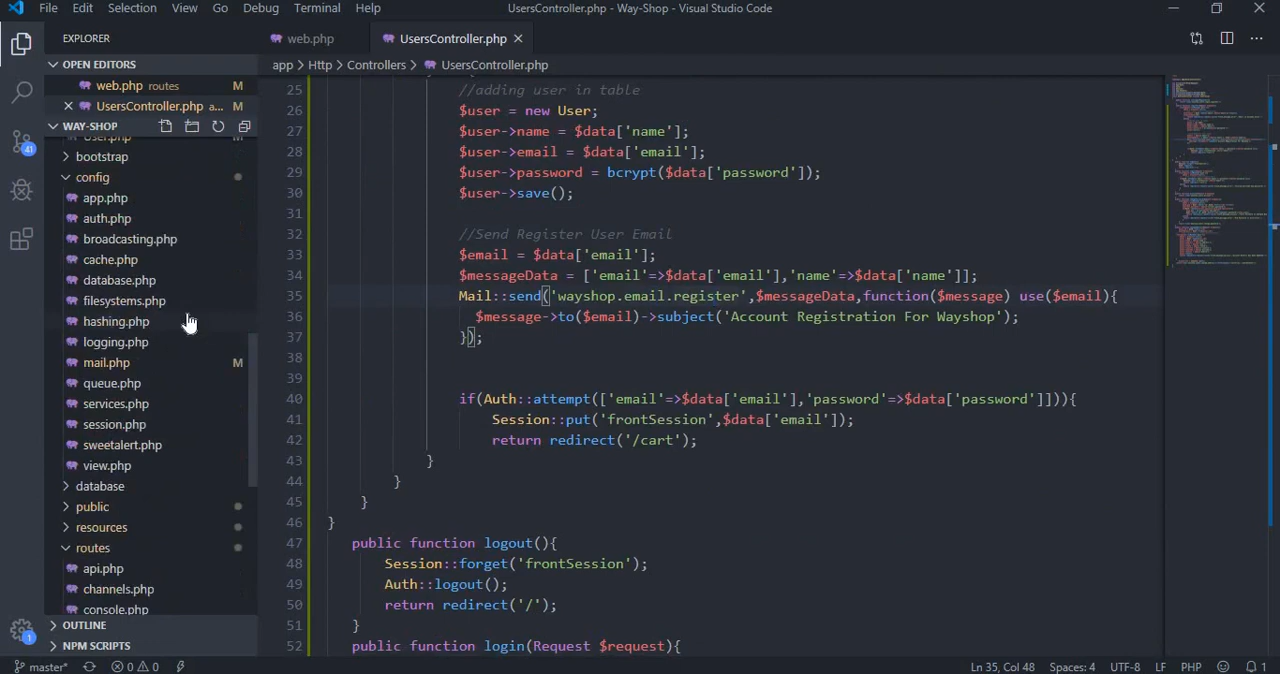 File Edit Selection View Go Debug Terminal Help UsersController.php - Way-Shop - Visual Studio Code
EXPLORER
OPEN EDITORS
web.php routes M
UsersController.php a... M
WAY-SHOP
User.php
bootstrap
config
app.php
auth.php
broadcasting.php
cache.php
database.php
filesystems.php
hashing.php
logging.php
mail.php M
queue.php
services.php
session.php
sweetalert.php
view.php
database
public
resources
routes
api.php
channels.php
console.php
OUTLINE
NPM SCRIPTS
41
1
web.php UsersController.php
app > Http > Controllers > UsersController.php
25 //adding user in table
26 $user = new User;
27 $user->name = $data['name'];
28 $user->email = $data['email'];
29 $user->password = bcrypt($data['password']);
30 $user->save();
31
32 //Send Register User Email
33 $email = $data['email'];
34 $messageData = ['email'=>$data['email'],'name'=>$data['name']];
35 Mail::send('wayshop.email.register',$messageData,function($message) use($email){
36 $message->to($email)->subject('Account Registration For Wayshop');
37 });
38
39
40 if(Auth::attempt(['email'=>$data['email'],'password'=>$data['password']])){
41 Session::put('frontSession',$data['email']);
42 return redirect('/cart');
43 }
44 }
45 }
46 }
47 public function logout(){
48 Session::forget('frontSession');
49 Auth::logout();
50 return redirect('/');
51 }
52 public function login(Request $request){
master* 0 0 Ln 35, Col 48 Spaces: 4 UTF-8 LF PHP 1